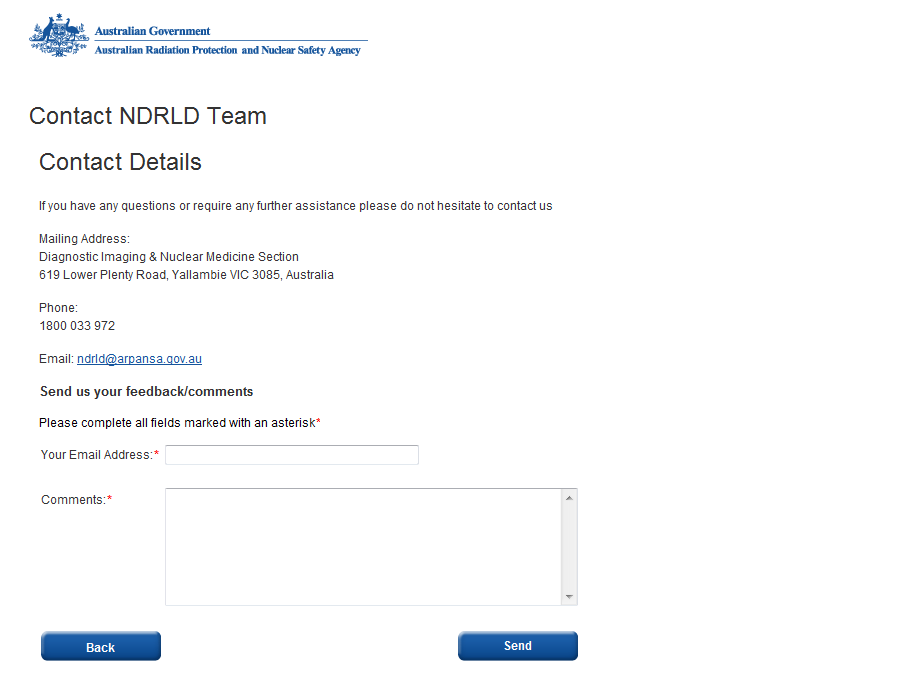 Australian Government
Australian Radiation Protection and Nuclear Safety Agency
Contact NDRLD Team
Contact Details
If you have any questions or require any further assistance please do not hesitate to contact us
Mailing Address:
Diagnostic Imaging & Nuclear Medicine Section
619 Lower Plenty Road, Yallambie VIC 3085, Australia
Phone:
1800 033 972
Email: ndrld@arpansa.gov.au
Send us your feedback/comments
Please complete all fields marked with an asterisk*
Your Email Address:*
Comments:*
Back
Send